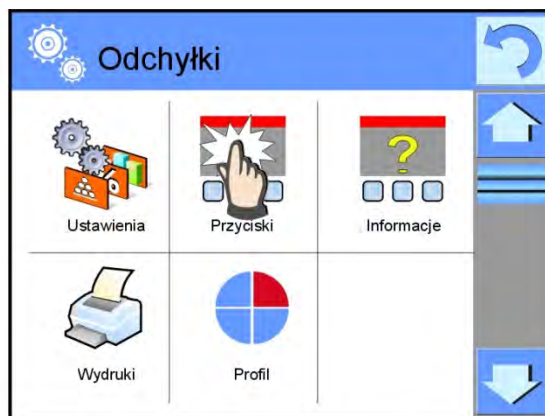 Odchyłki
Ustawienia
Przyciski
Informacje
Wydruki
Profil